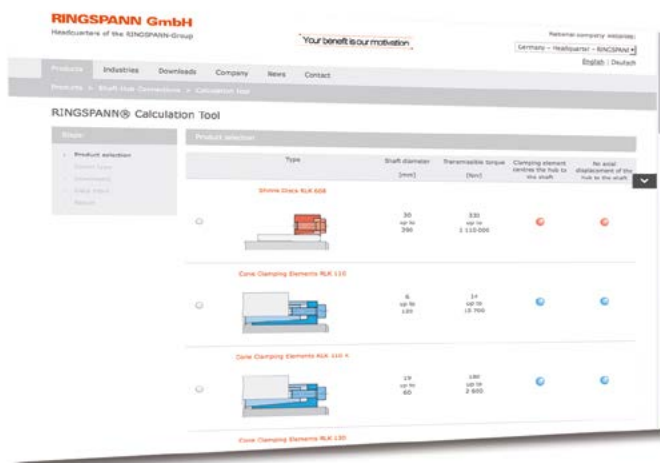 RINGSPANN GmbH
Headquarters of the RINGSPANN-Group
Your benefit is our motivation
National company websites:
Germany - Headquarter - RINGSPANN
English | Deutsch
Products Industries Downloads Company News Contact
Products > Shaft-Hub Connections > Calculation Tool
RINGSPANN® Calculation Tool
Product selection
Product selection
Type
Shaft diameter
[mm]
Transmissible torque
[Nm]
Clamping element
centres the hub to
the shaft
No axial
displacement of the
hub to the shaft
Shrink Discs RLK 608
30
up to
390
330
up to
1 110 000
Cone Clamping Elements RLK 110
6
up to
130
14
up to
Cone Clamping Elements RLK 110 K
19
up to
60
180
up to
2 600
Cone Clamping Elements RLK 130